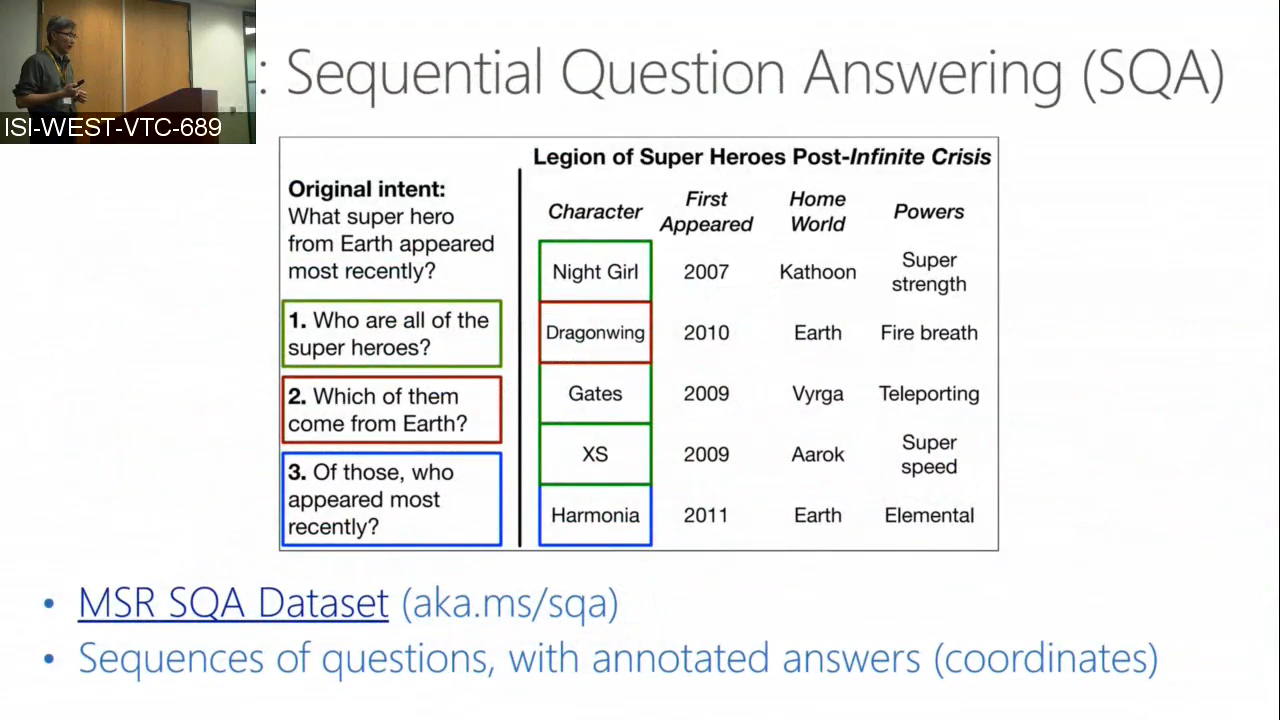 : Sequential Question Answering (SQA)
ISI-WEST-VTC-689
Original intent:
What super hero
from Earth appeared
most recently?
1. Who are all of the
super heroes?
2. Which of them
come from Earth?
3. Of those, who
appeared most
recently?
Legion of Super Heroes Post-Infinite Crisis
Character First Appeared Home World Powers
Night Girl 2007 Kathoon Super strength
Dragonwing 2010 Earth Fire breath
Gates 2009 Vyrga Teleporting
XS 2009 Aarok Super speed
Harmonia 2011 Earth Elemental
• MSR SQA Dataset (aka.ms/sqa)
• Sequences of questions, with annotated answers (coordinates)